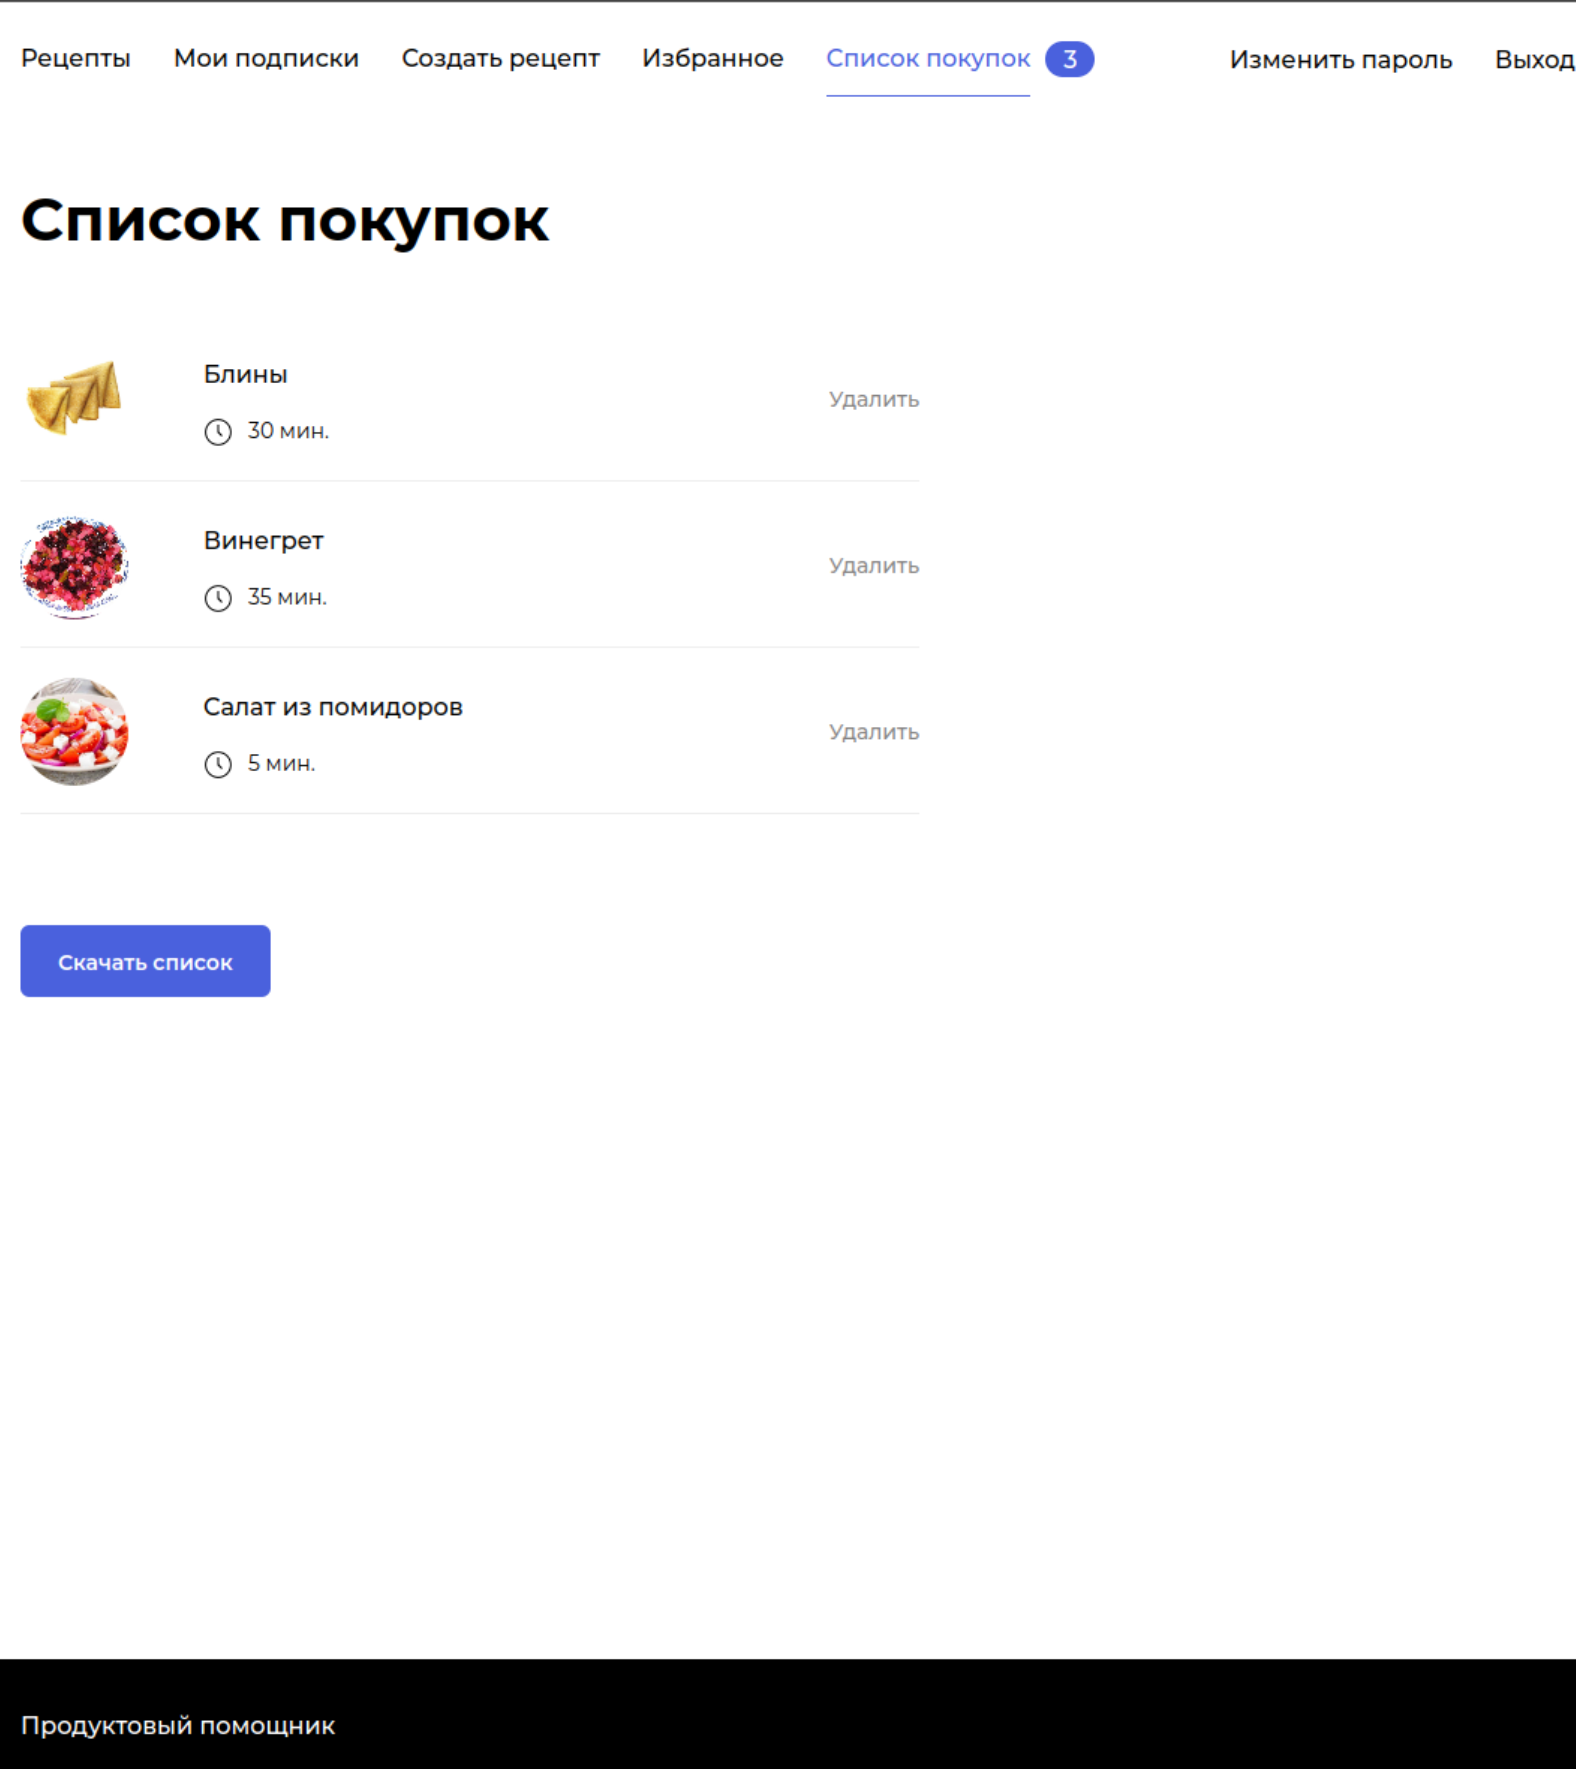 Рецепты Мои подписки Создать рецепт Избранное Список покупок 3 Изменить пароль Выход
Список покупок
Блины
30 мин.
Удалить
Винегрет
35 мин.
Удалить
Салат из помидоров
5 мин.
Удалить
Скачать список
Продуктовый помощник